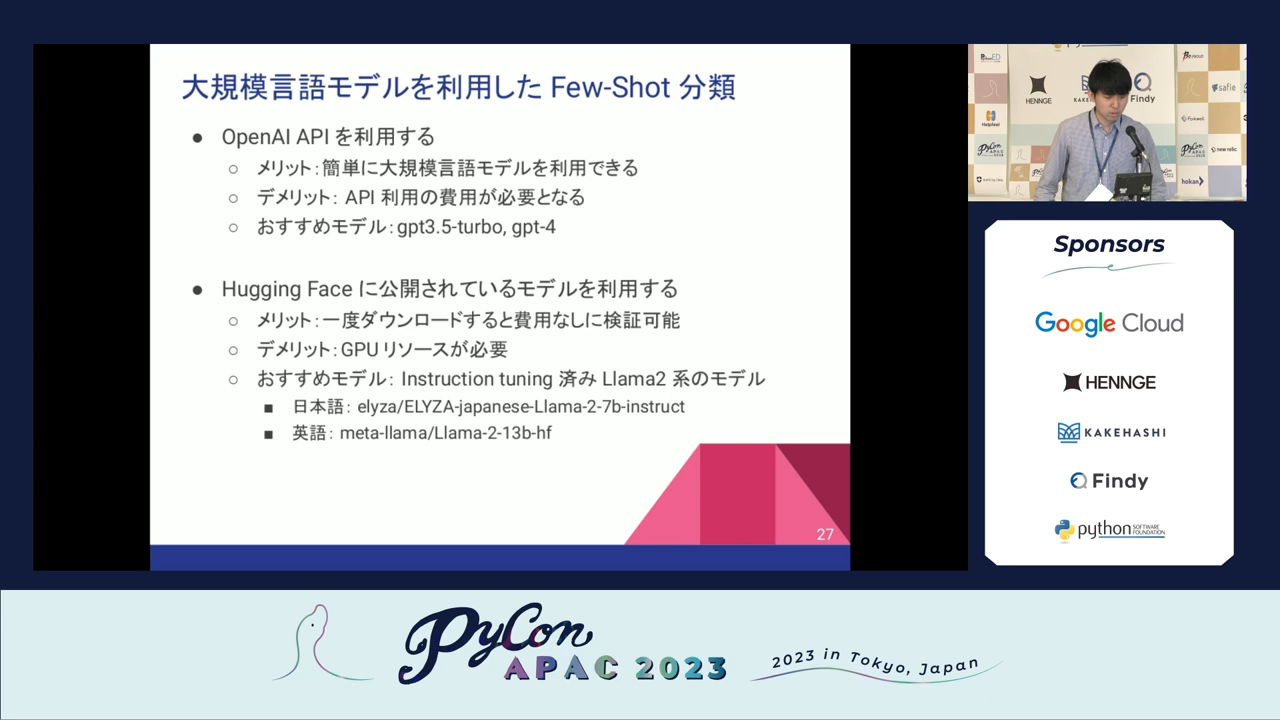 大規模言語モデルを利用した Few-Shot 分類
● OpenAI API を利用する
○ メリット：簡単に大規模言語モデルを利用できる
○ デメリット： API 利用の費用が必要となる
○ おすすめモデル：gpt3.5-turbo, gpt-4
● Hugging Face に公開されているモデルを利用する
○ メリット：一度ダウンロードすると費用なしに検証可能
○ デメリット：GPU リソースが必要
○ おすすめモデル： Instruction tuning 済み Llama2 系のモデル
■ 日本語： elyza/ELYZA-japanese-Llama-2-7b-instruct
■ 英語： meta-llama/Llama-2-13b-hf
27
HENNGE
Findy
safie
new relic.
hokan
Sponsors
Google Cloud
HENNGE
KAKEHASHI
Findy
python SOFTWARE FOUNDATION
PyCon
APAC 2023
2023 in Tokyo, Japan